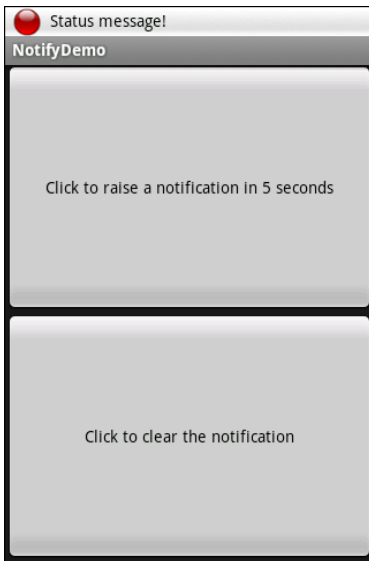 Status message!
NotifyDemo
Click to raise a notification in 5 seconds
Click to clear the notification